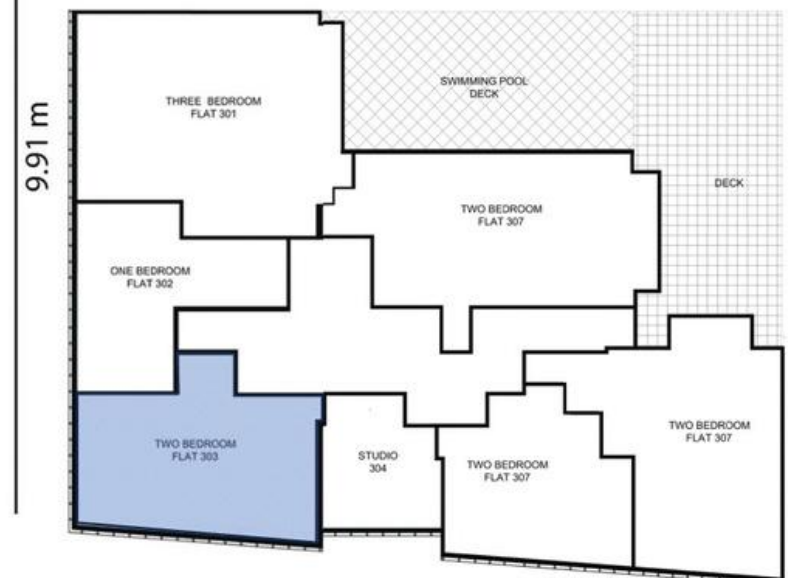 9.91 m
THREE BEDROOM
FLAT 301
SWIMMING POOL
DECK
DECK
TWO BEDROOM
FLAT 307
ONE BEDROOM
FLAT 302
TWO BEDROOM
FLAT 303
STUDIO
304
TWO BEDROOM
FLAT 307
TWO BEDROOM
FLAT 307